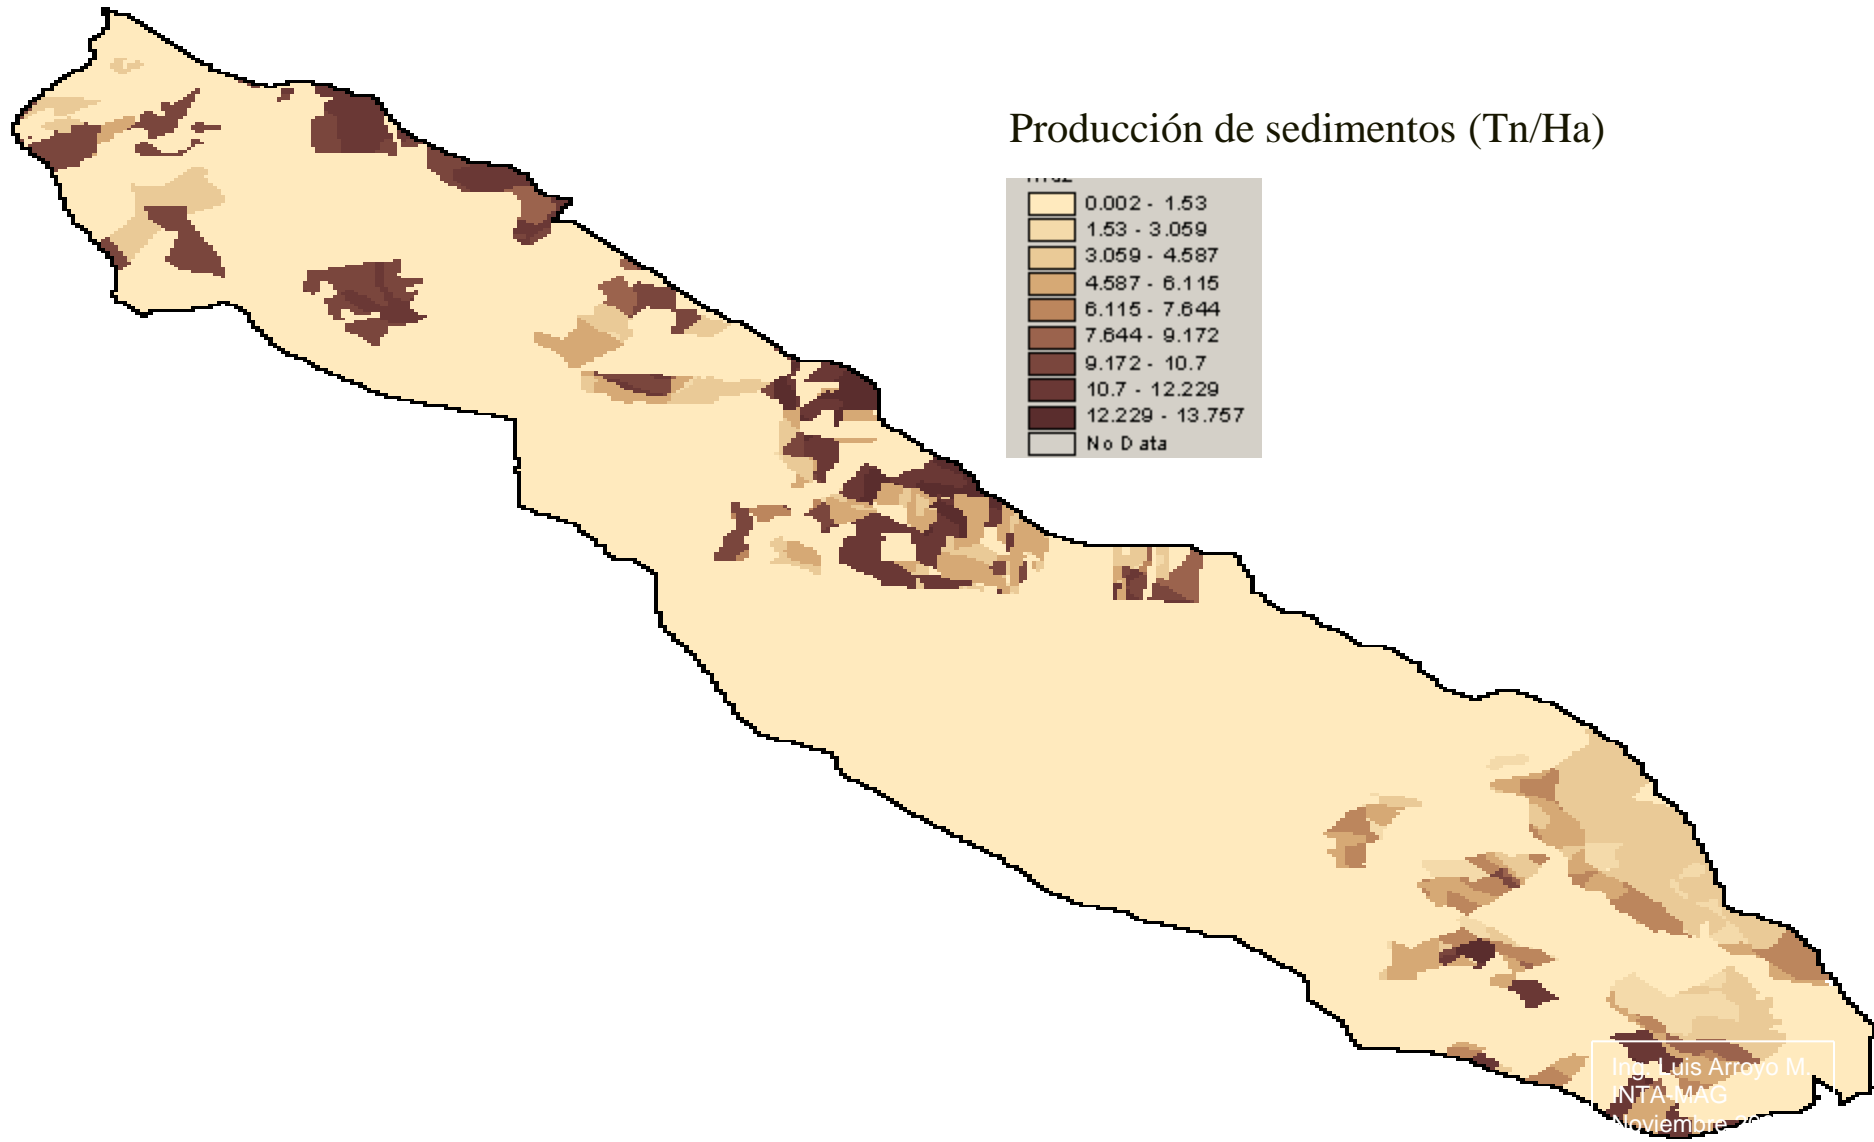 Producción de sedimentos (Tn/Ha)
0.002 - 1.53
1.53 - 3.059
3.059 - 4.587
4.587 - 6.115
6.115 - 7.644
7.644 - 9.172
9.172 - 10.7
10.7 - 12.229
12.229 - 13.757
No Data
Ing. Luis Arroyo M.
INTA-MAG
Noviembre